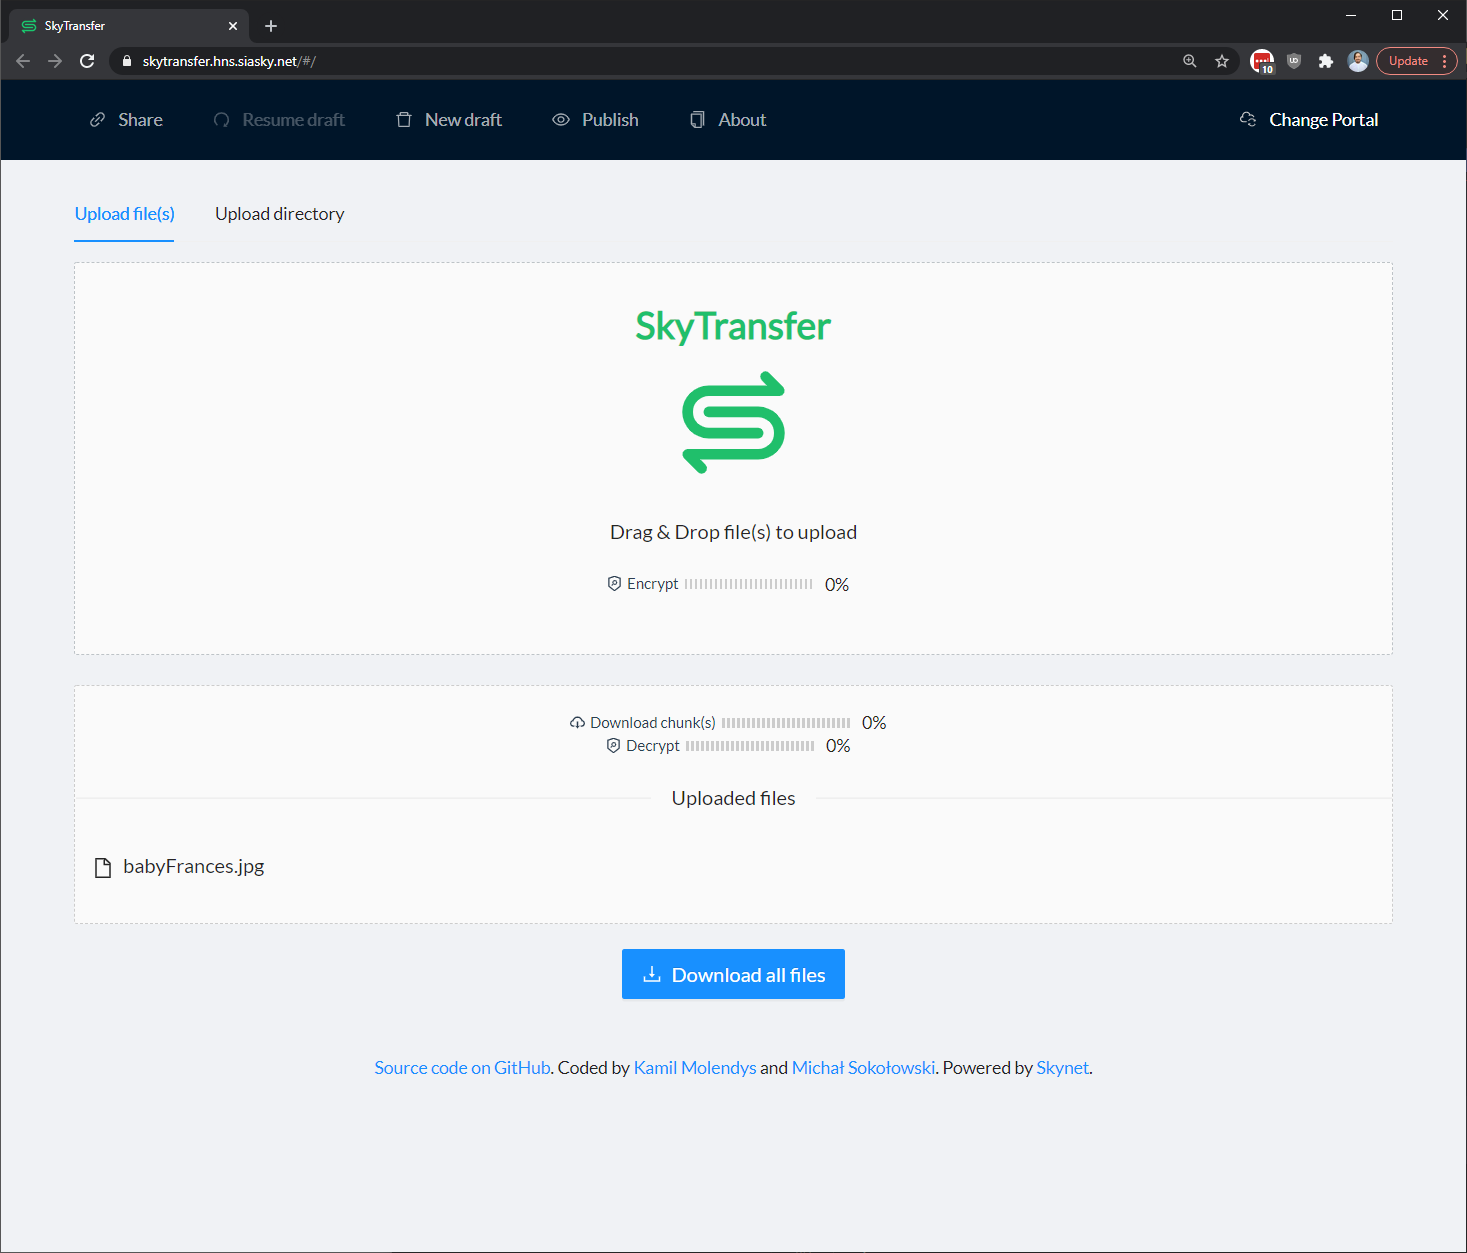 SkyTransfer
skytransfer.hns.siasky.net/#/
10
UD
Update
Share
Resume draft
New draft
Publish
About
Change Portal
Upload file(s)
Upload directory
SkyTransfer
Drag & Drop file(s) to upload
Encrypt 0%
Download chunk(s) 0%
Decrypt 0%
Uploaded files
babyFrances.jpg
Download all files
Source code on GitHub. Coded by Kamil Molendys and Michał Sokołowski. Powered by Skynet.